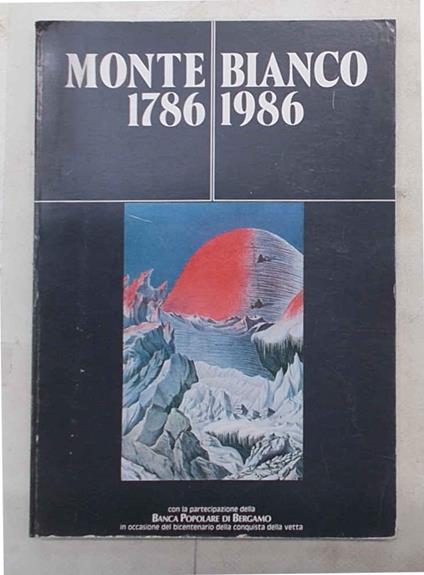 MONTE BIANCO
1786 1986
con la partecipazione della
BANCA POPOLARE DI BERGAMO
in occasione del bicentenario della conquista della vetta